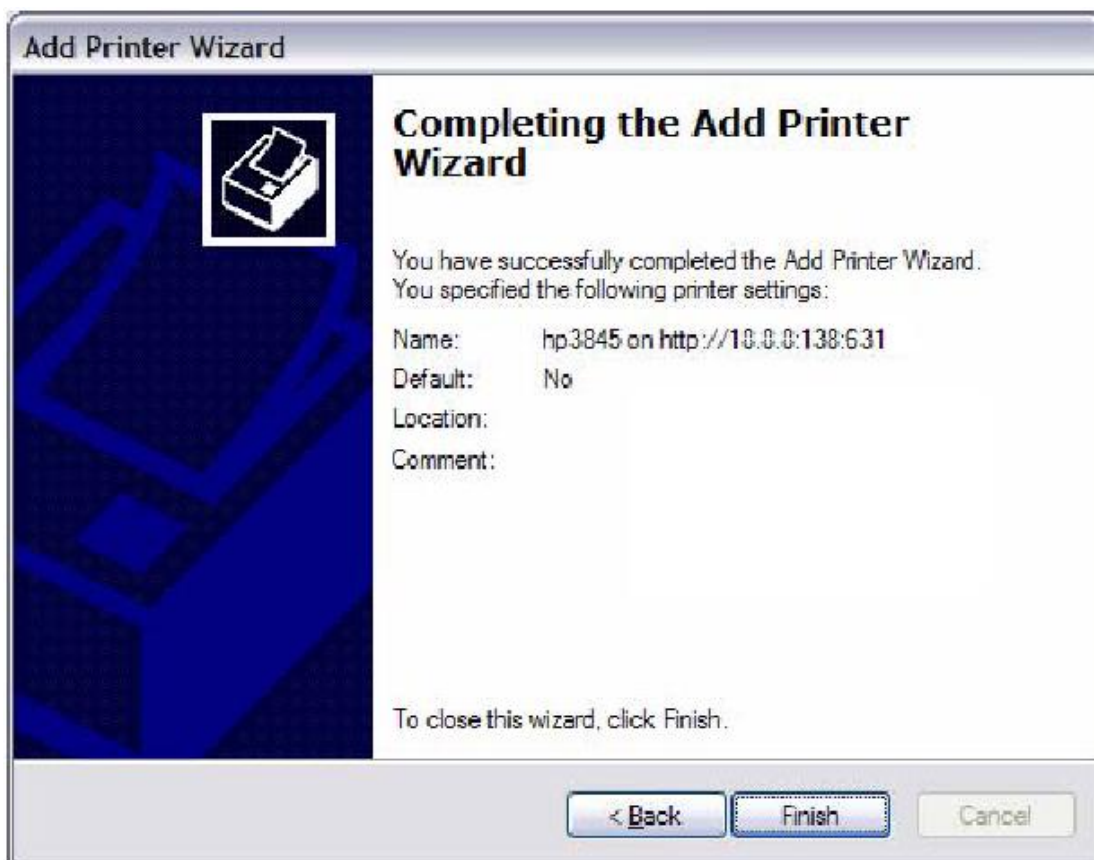 Add Printer Wizard
Completing the Add Printer
Wizard
You have successfully completed the Add Printer Wizard.
You specified the following printer settings:
Name: hp3845 on http://10.0.0:138:631
Default: No
Location:
Comment:
To close this wizard, click Finish.
< Back
Finish
Cancel